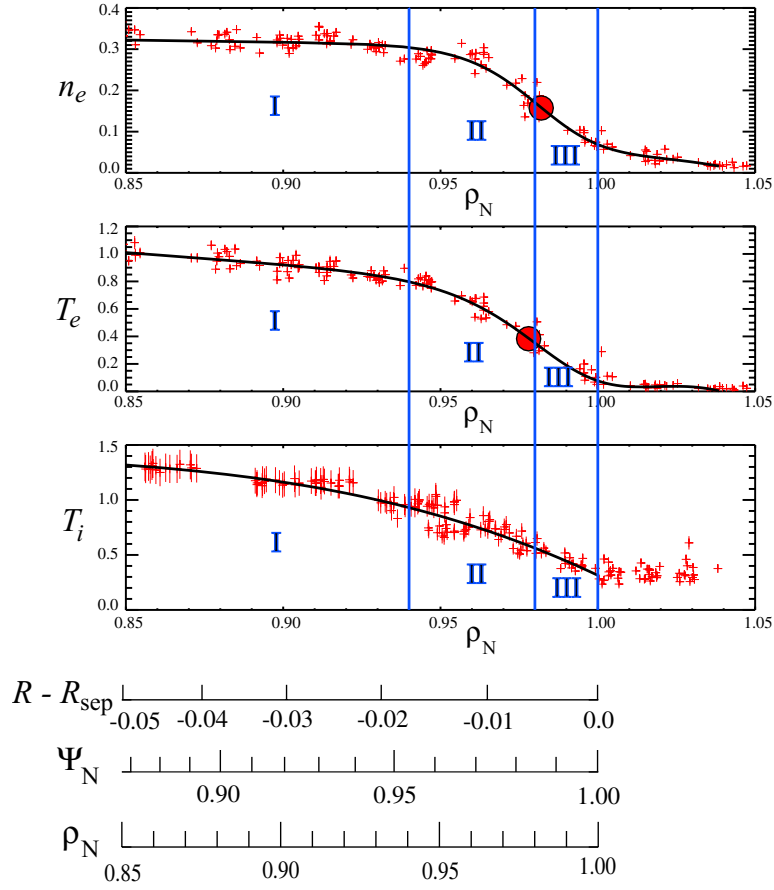 0.4
0.3
0.2
0.1
0.0
n_e
I
II
III
0.85 0.90 0.95 1.00 1.05
ρ_N
1.2
1.0
0.8
0.6
0.4
0.2
0.0
T_e
I
II
III
0.85 0.90 0.95 1.00 1.05
ρ_N
1.5
1.0
0.5
0.0
T_i
I
II
III
0.85 0.90 0.95 1.00 1.05
ρ_N
R - R_sep
-0.05 -0.04 -0.03 -0.02 -0.01 0.0
Ψ_N
0.90 0.95 1.00
ρ_N
0.85 0.90 0.95 1.00